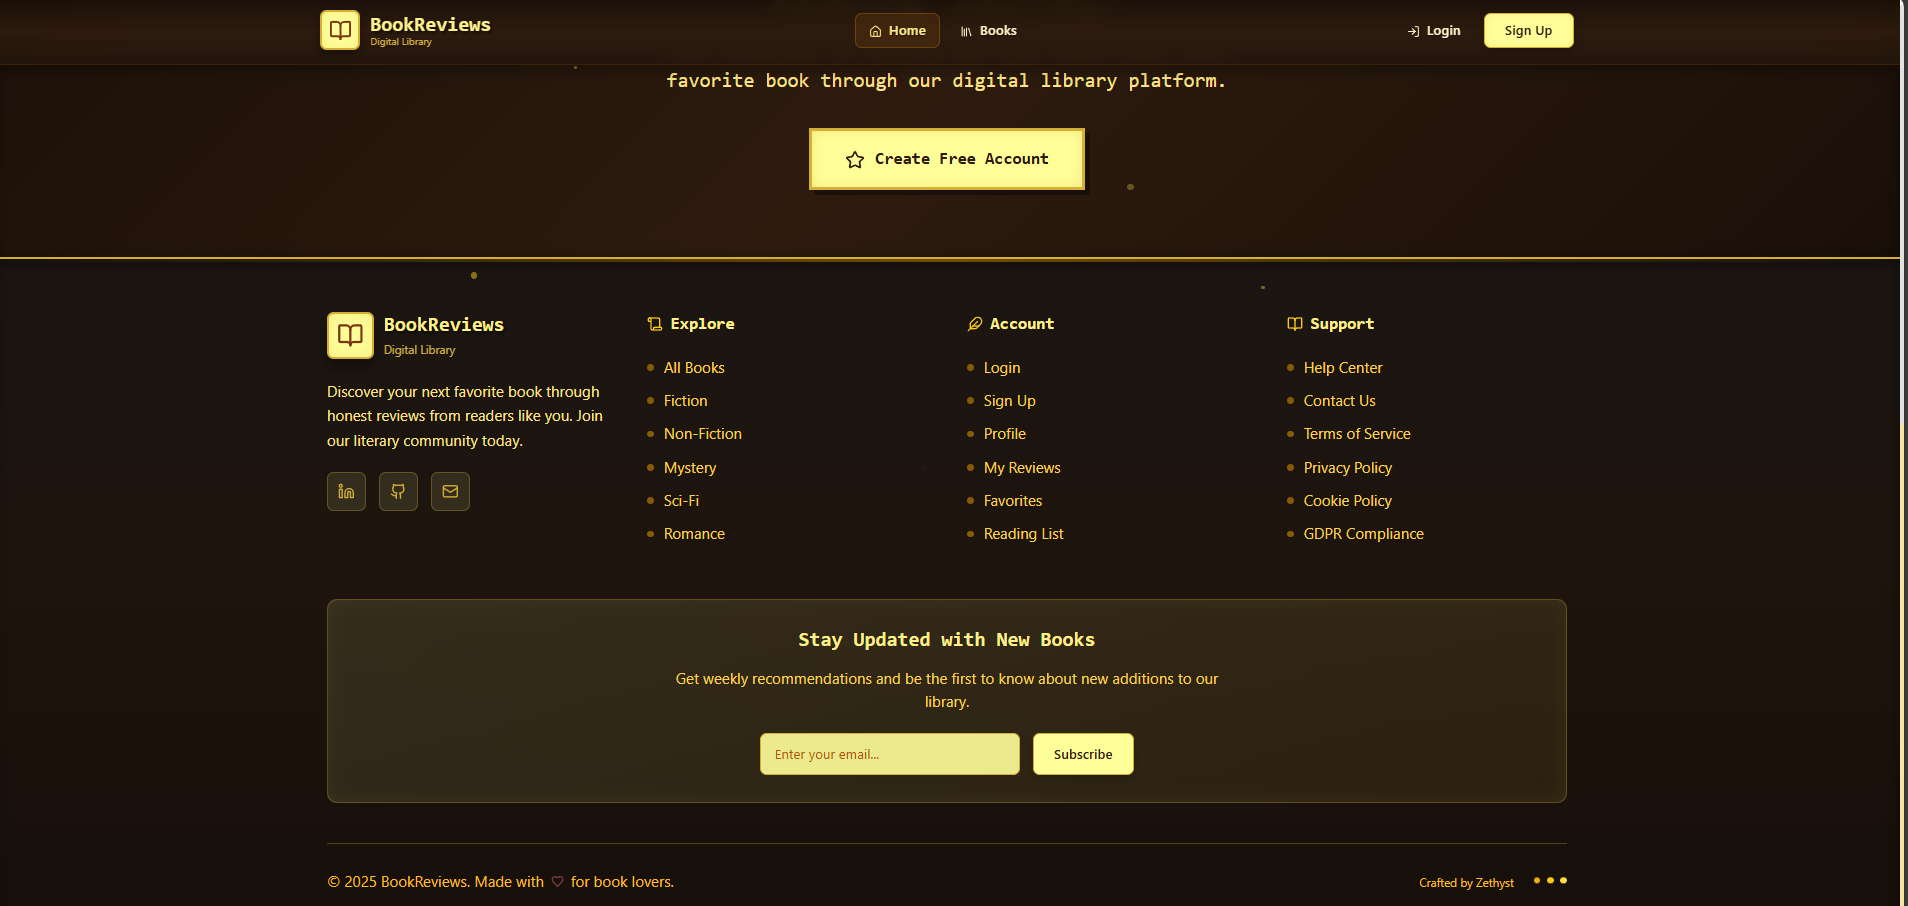 BookReviews
Digital Library
Home
Books
Login
Sign Up
favorite book through our digital library platform.
Create Free Account
BookReviews
Digital Library
Discover your next favorite book through
honest reviews from readers like you. Join
our literary community today.
Explore
All Books
Fiction
Non-Fiction
Mystery
Sci-Fi
Romance
Account
Login
Sign Up
Profile
My Reviews
Favorites
Reading List
Support
Help Center
Contact Us
Terms of Service
Privacy Policy
Cookie Policy
GDPR Compliance
Stay Updated with New Books
Get weekly recommendations and be the first to know about new additions to our
library.
Enter your email...
Subscribe
© 2025 BookReviews. Made with ♡ for book lovers.
Crafted by Zethyst